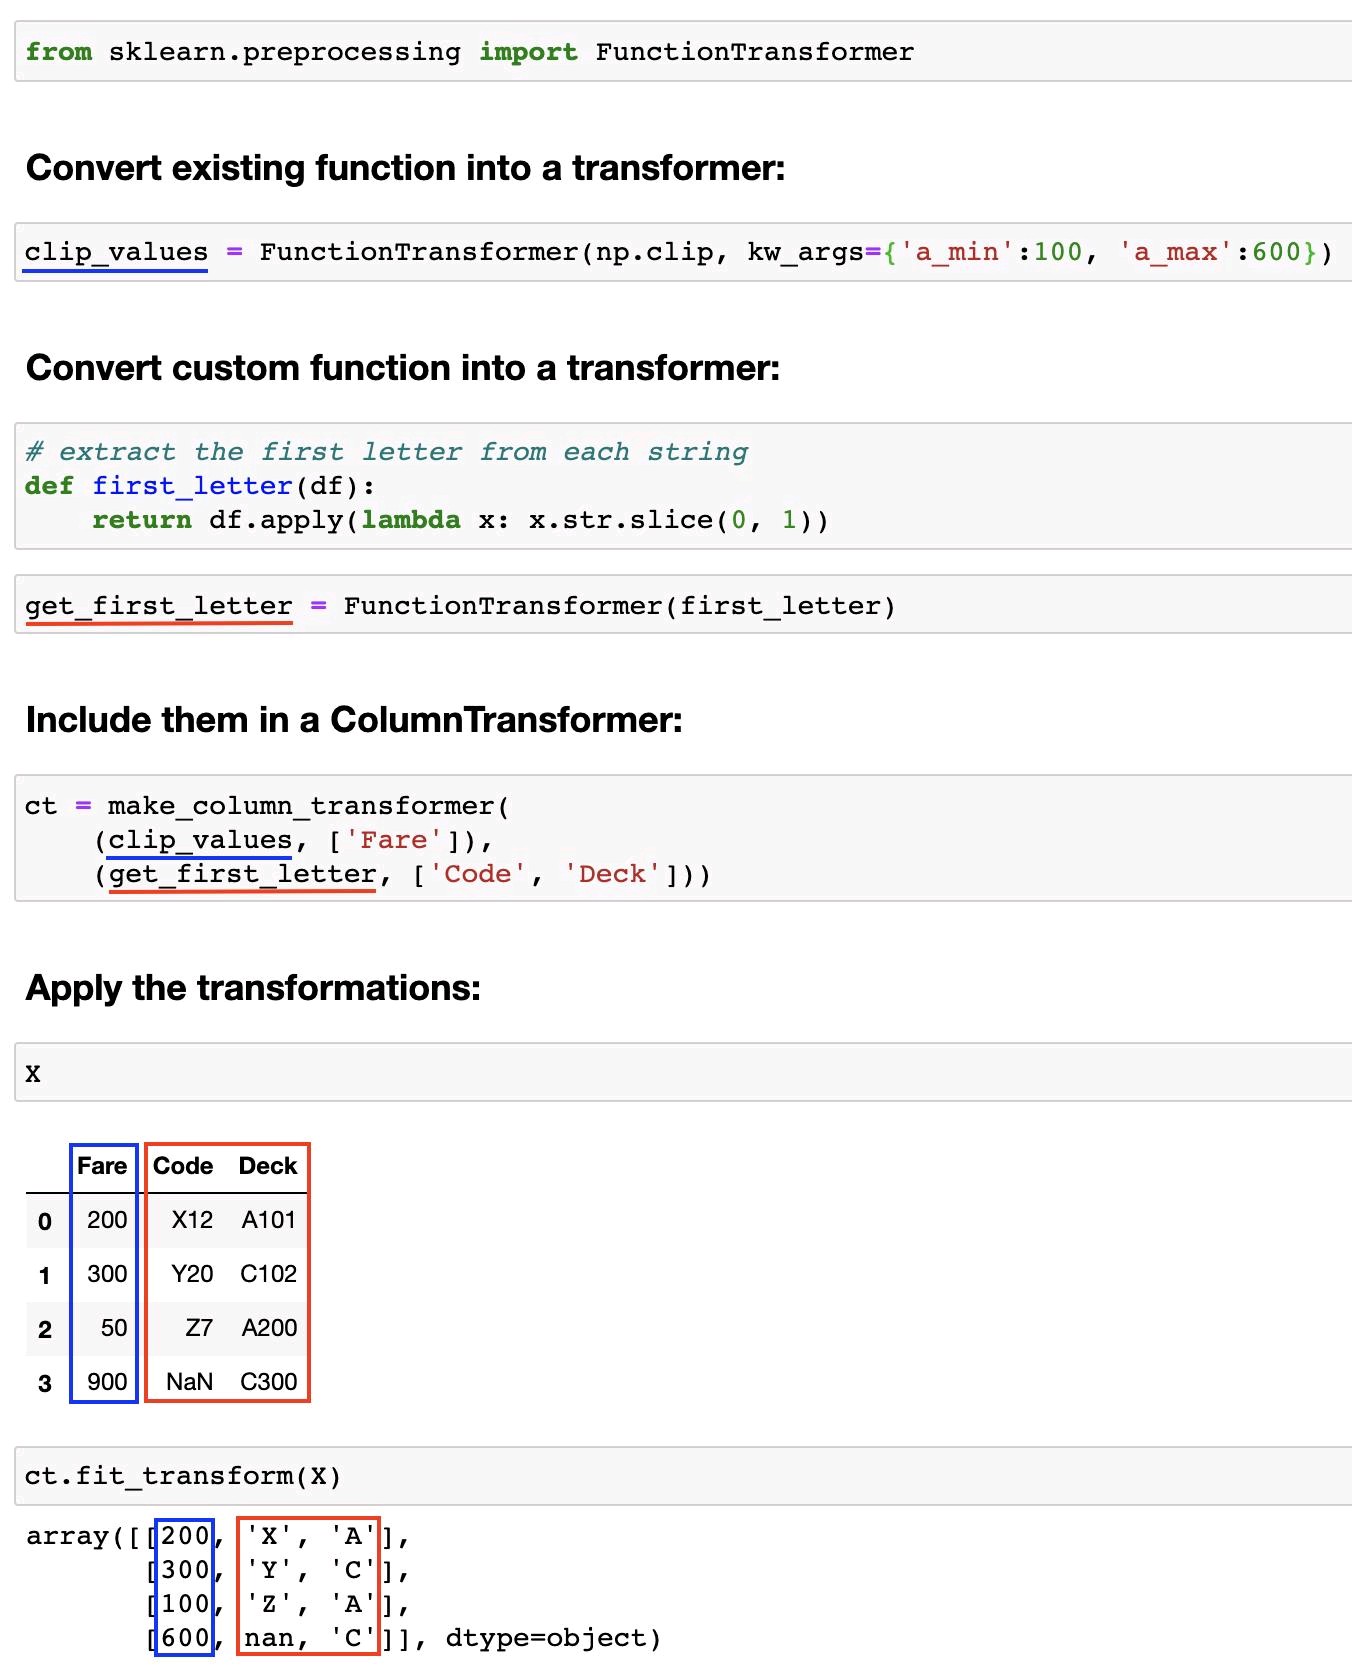 from sklearn.preprocessing import FunctionTransformer
Convert existing function into a transformer:
clip_values = FunctionTransformer(np.clip, kw_args={'a_min':100, 'a_max':600})
Convert custom function into a transformer:
# extract the first letter from each string
def first_letter(df):
    return df.apply(lambda x: x.str.slice(0, 1))
get_first_letter = FunctionTransformer(first_letter)
Include them in a ColumnTransformer:
ct = make_column_transformer(
    (clip_values, ['Fare']),
    (get_first_letter, ['Code', 'Deck']))
Apply the transformations:
X
Fare Code Deck
0 200 X12 A101
1 300 Y20 C102
2 50 Z7 A200
3 900 NaN C300
ct.fit_transform(X)
array([[200, 'X', 'A'],
       [300, 'Y', 'C'],
       [100, 'Z', 'A'],
       [600, nan, 'C']], dtype=object)